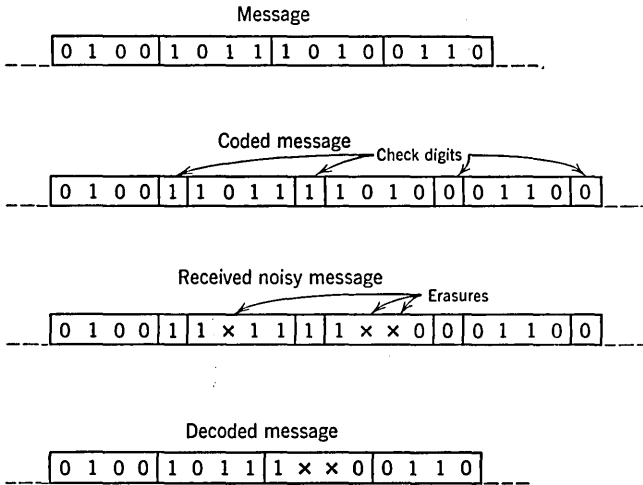 Message
0 1 0 0 1 0 1 1 1 0 1 0 0 1 1 0
Coded message
Check digits
0 1 0 0 1 1 0 1 1 1 1 0 1 0 0 0 1 1 0 0
Received noisy message
Erasures
0 1 0 0 1 1 × 1 1 1 1 × × 0 0 0 1 1 0 0
Decoded message
0 1 0 0 1 0 1 1 1 × × 0 0 1 1 0